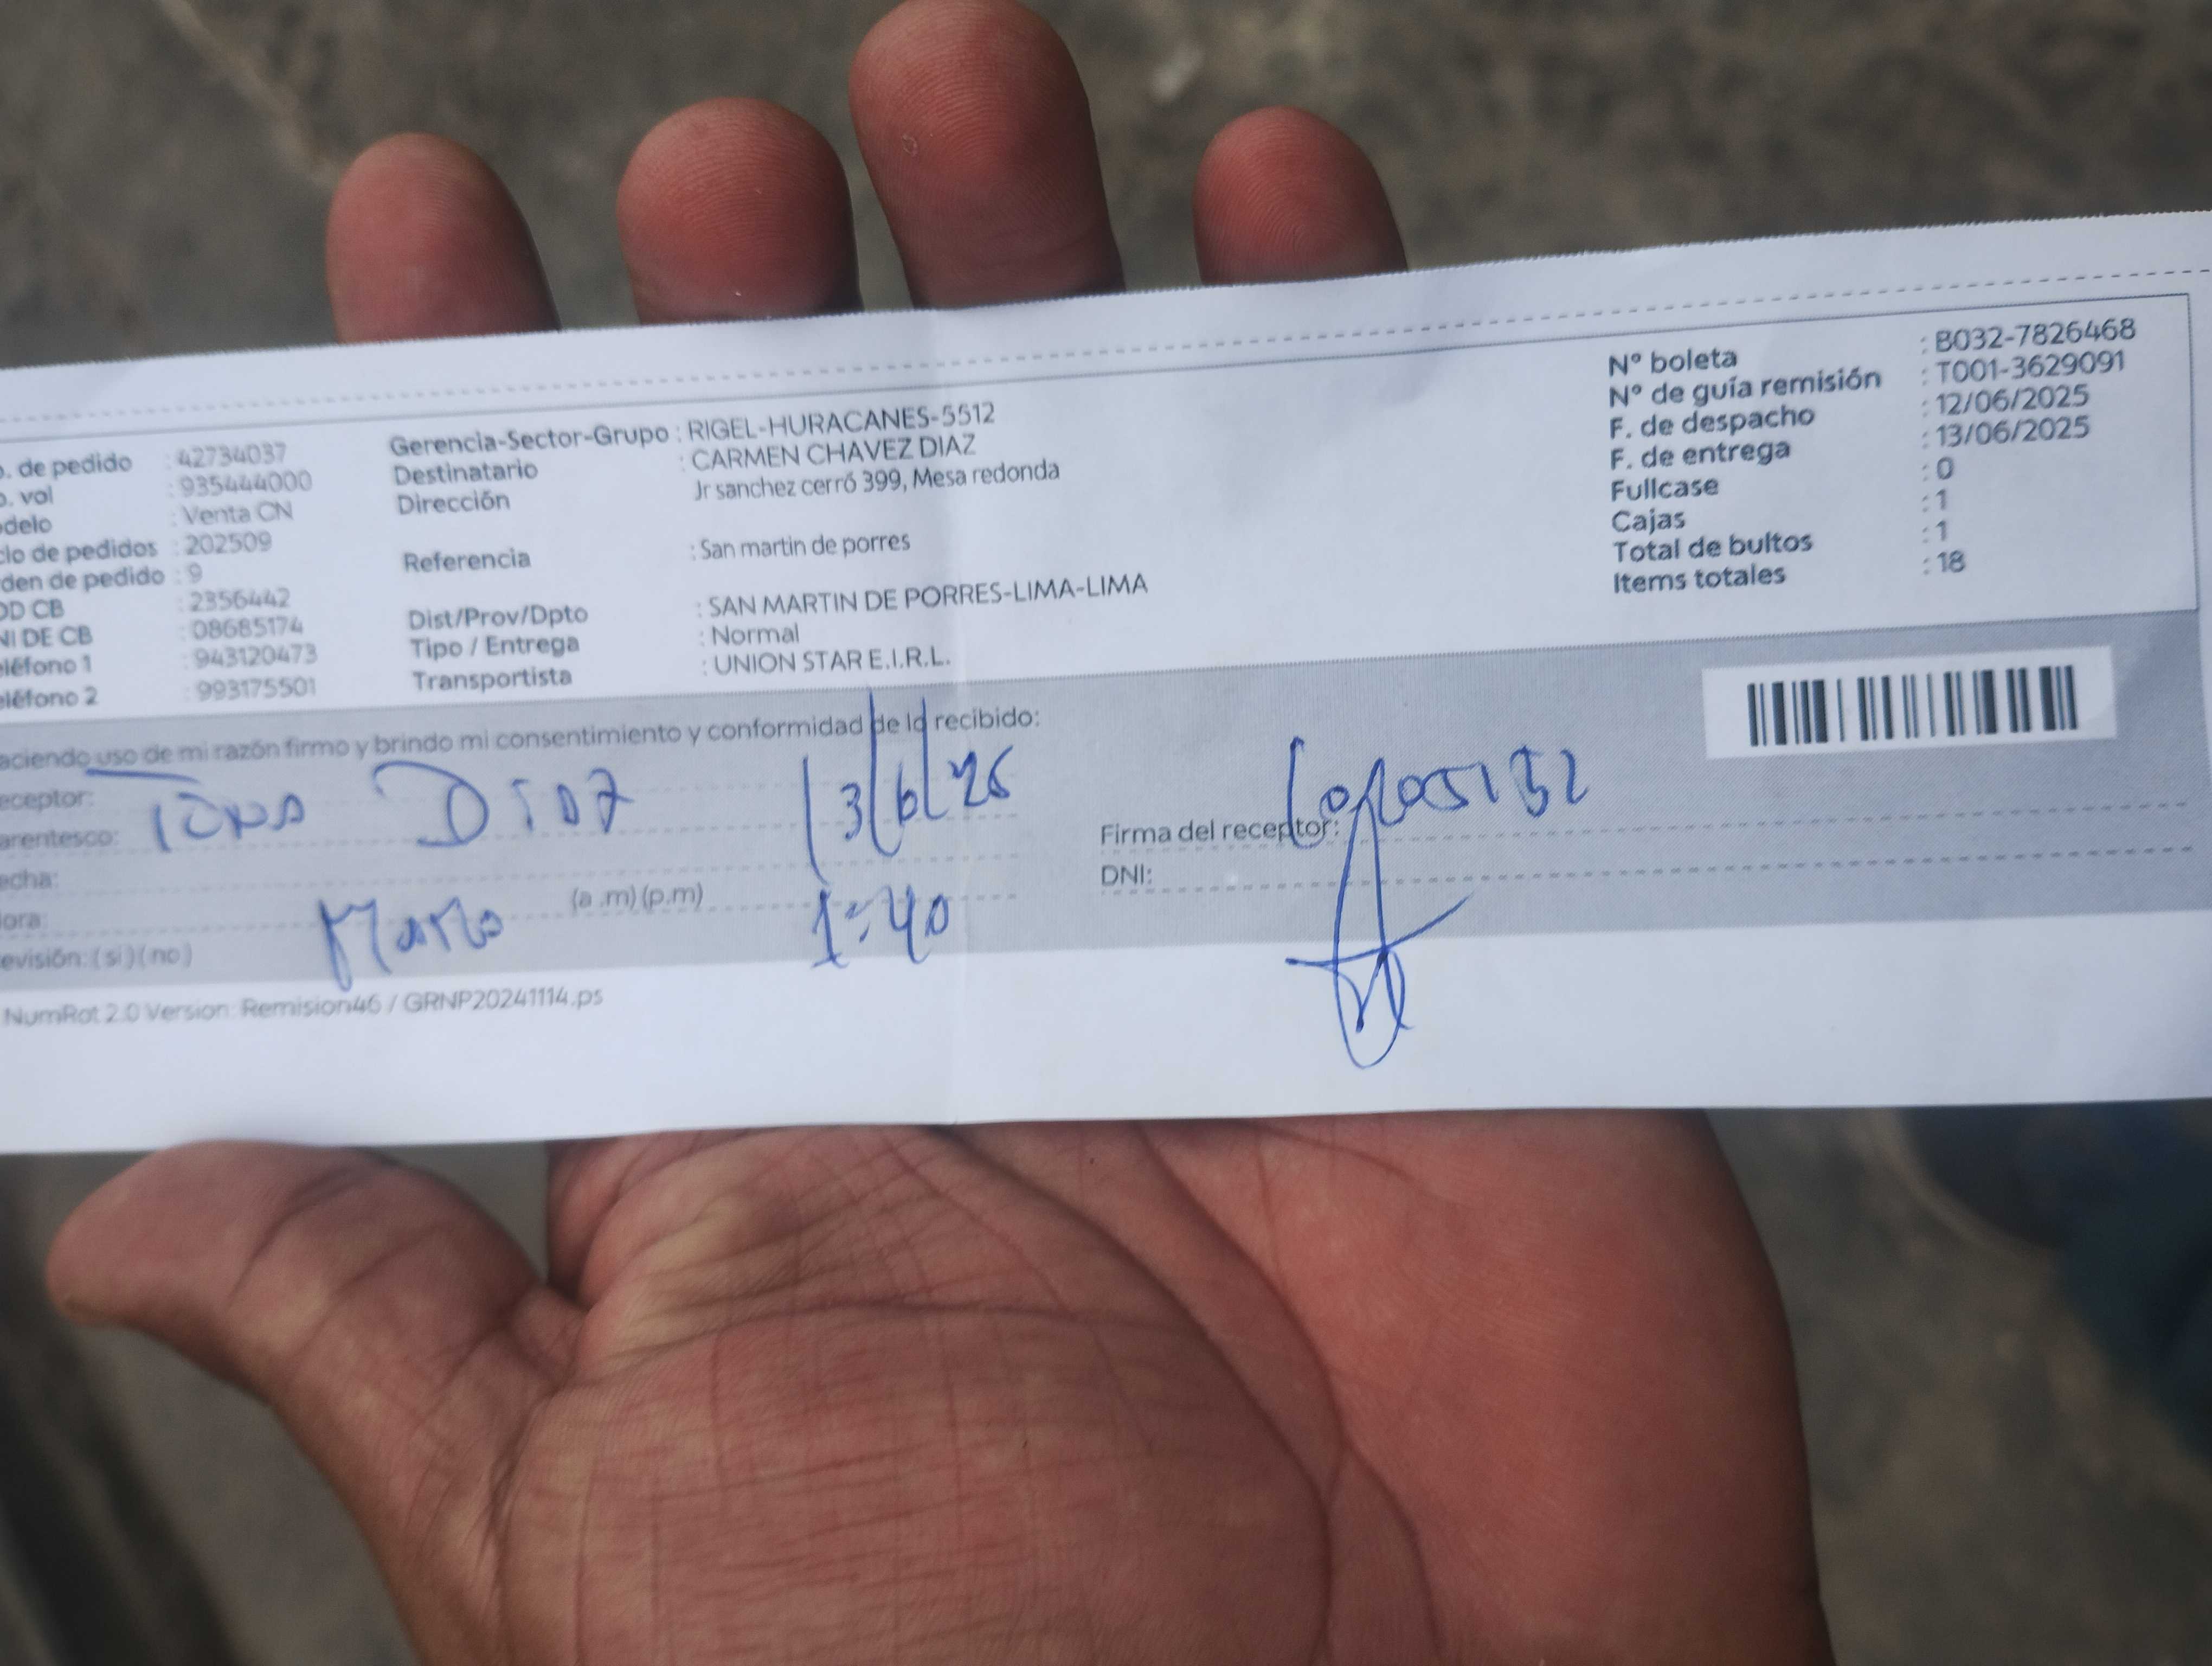 o. de pedido : 42734037
o. vol : 935444000
odelo : Venta CN
clo de pedidos : 202509
den de pedido : 9
OD CB : 2356442
NI DE CB : 08685174
eléfono 1 : 943120473
eléfono 2 : 993175501
Gerencia-Sector-Grupo : RIGEL-HURACANES-5512
Destinatario : CARMEN CHAVEZ DIAZ
Dirección Jr sanchez cerró 399, Mesa redonda
Referencia : San martin de porres
Dist/Prov/Dpto : SAN MARTIN DE PORRES-LIMA-LIMA
Tipo / Entrega : Normal
Transportista : UNION STAR E.I.R.L.
N° boleta : B032-7826468
N° de guía remisión : T001-3629091
F. de despacho : 12/06/2025
F. de entrega : 13/06/2025
Fullcase : 0
Cajas : 1
Total de bultos : 1
Items totales : 18
aciendo uso de mi razón firmo y brindo mi consentimiento y conformidad de lo recibido:
eceptor: Diaz
arentesco:
echa: 13/6/25
ora: (a .m) (p.m) 1:40
evisión: ( si ) ( no )
Firma del receptor:
DNI:
NumRot 2.0 Version: Remision46 / GRNP20241114.ps